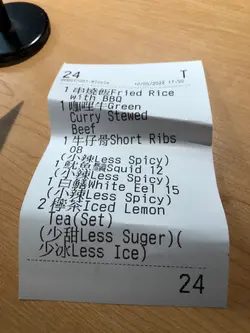 24 T
1 串燒飯Fried Rice
with BBQ
1 咖哩牛Green
Curry Stewed
Beef
1 牛仔骨Short Ribs
08
(小辣Less Spicy)
1 魷魚鬚Squid 12
(小辣Less Spicy)
1 白鱔White Eel 15
(小辣Less Spicy)
2 檸茶Iced Lemon
Tea(Set)
(少甜Less Suger)(
少冰Less Ice)
24